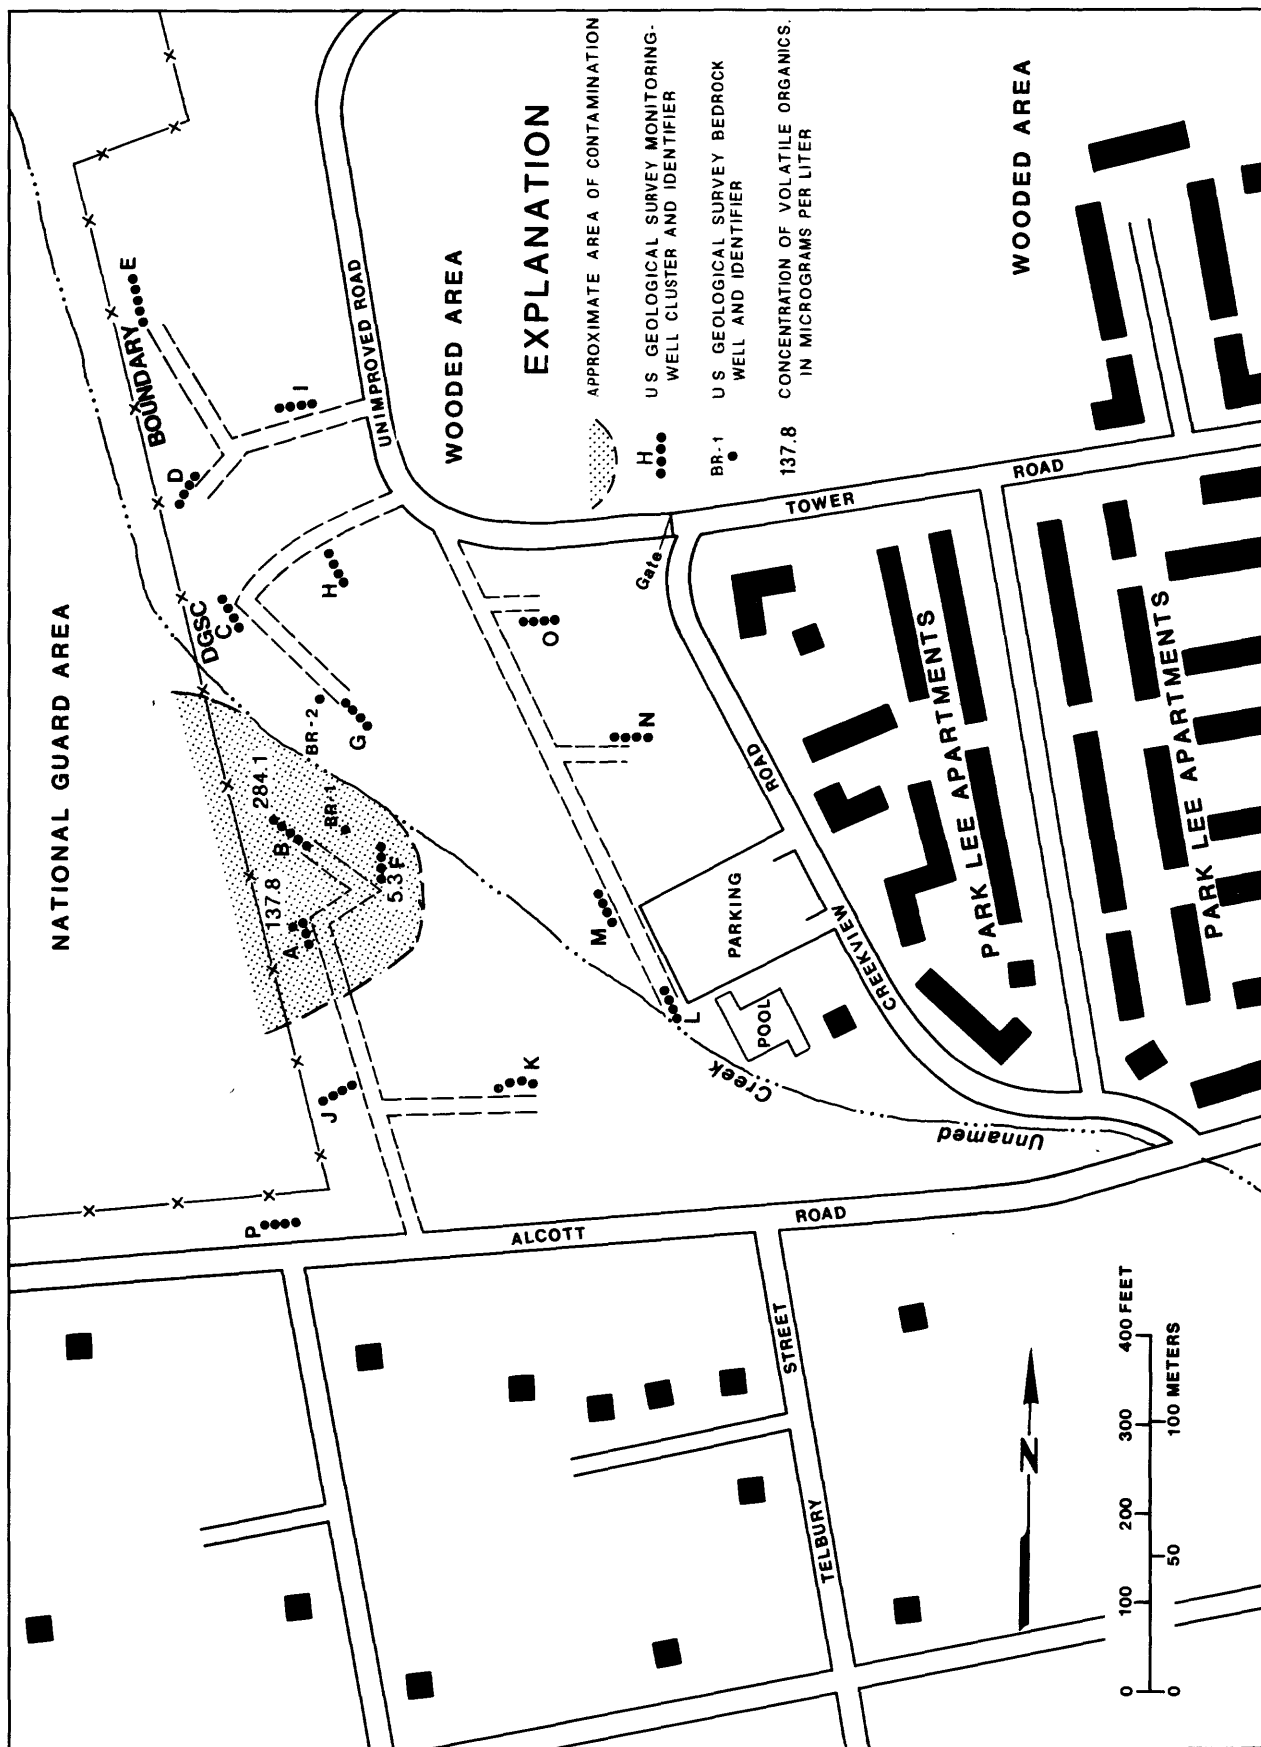 NATIONAL GUARD AREA
DGSC BOUNDARY
A
137.8
B
284.1
BR-1
5.3 F
BR-2
G
C
H
D
E
I
J
K
P
L
M
N
O
UNIMPROVED ROAD
WOODED AREA
EXPLANATION
APPROXIMATE AREA OF CONTAMINATION
H
US GEOLOGICAL SURVEY MONITORING-
WELL CLUSTER AND IDENTIFIER
BR-1
US GEOLOGICAL SURVEY BEDROCK
WELL AND IDENTIFIER
137.8
CONCENTRATION OF VOLATILE ORGANICS.
IN MICROGRAMS PER LITER
WOODED AREA
Gate
TOWER ROAD
PARKING
POOL
CREEKVIEW ROAD
Unnamed Creek
PARK LEE APARTMENTS
PARK LEE APARTMENTS
ALCOTT ROAD
TELBURY STREET
N
0 100 200 300 400 FEET
0 50 100 METERS